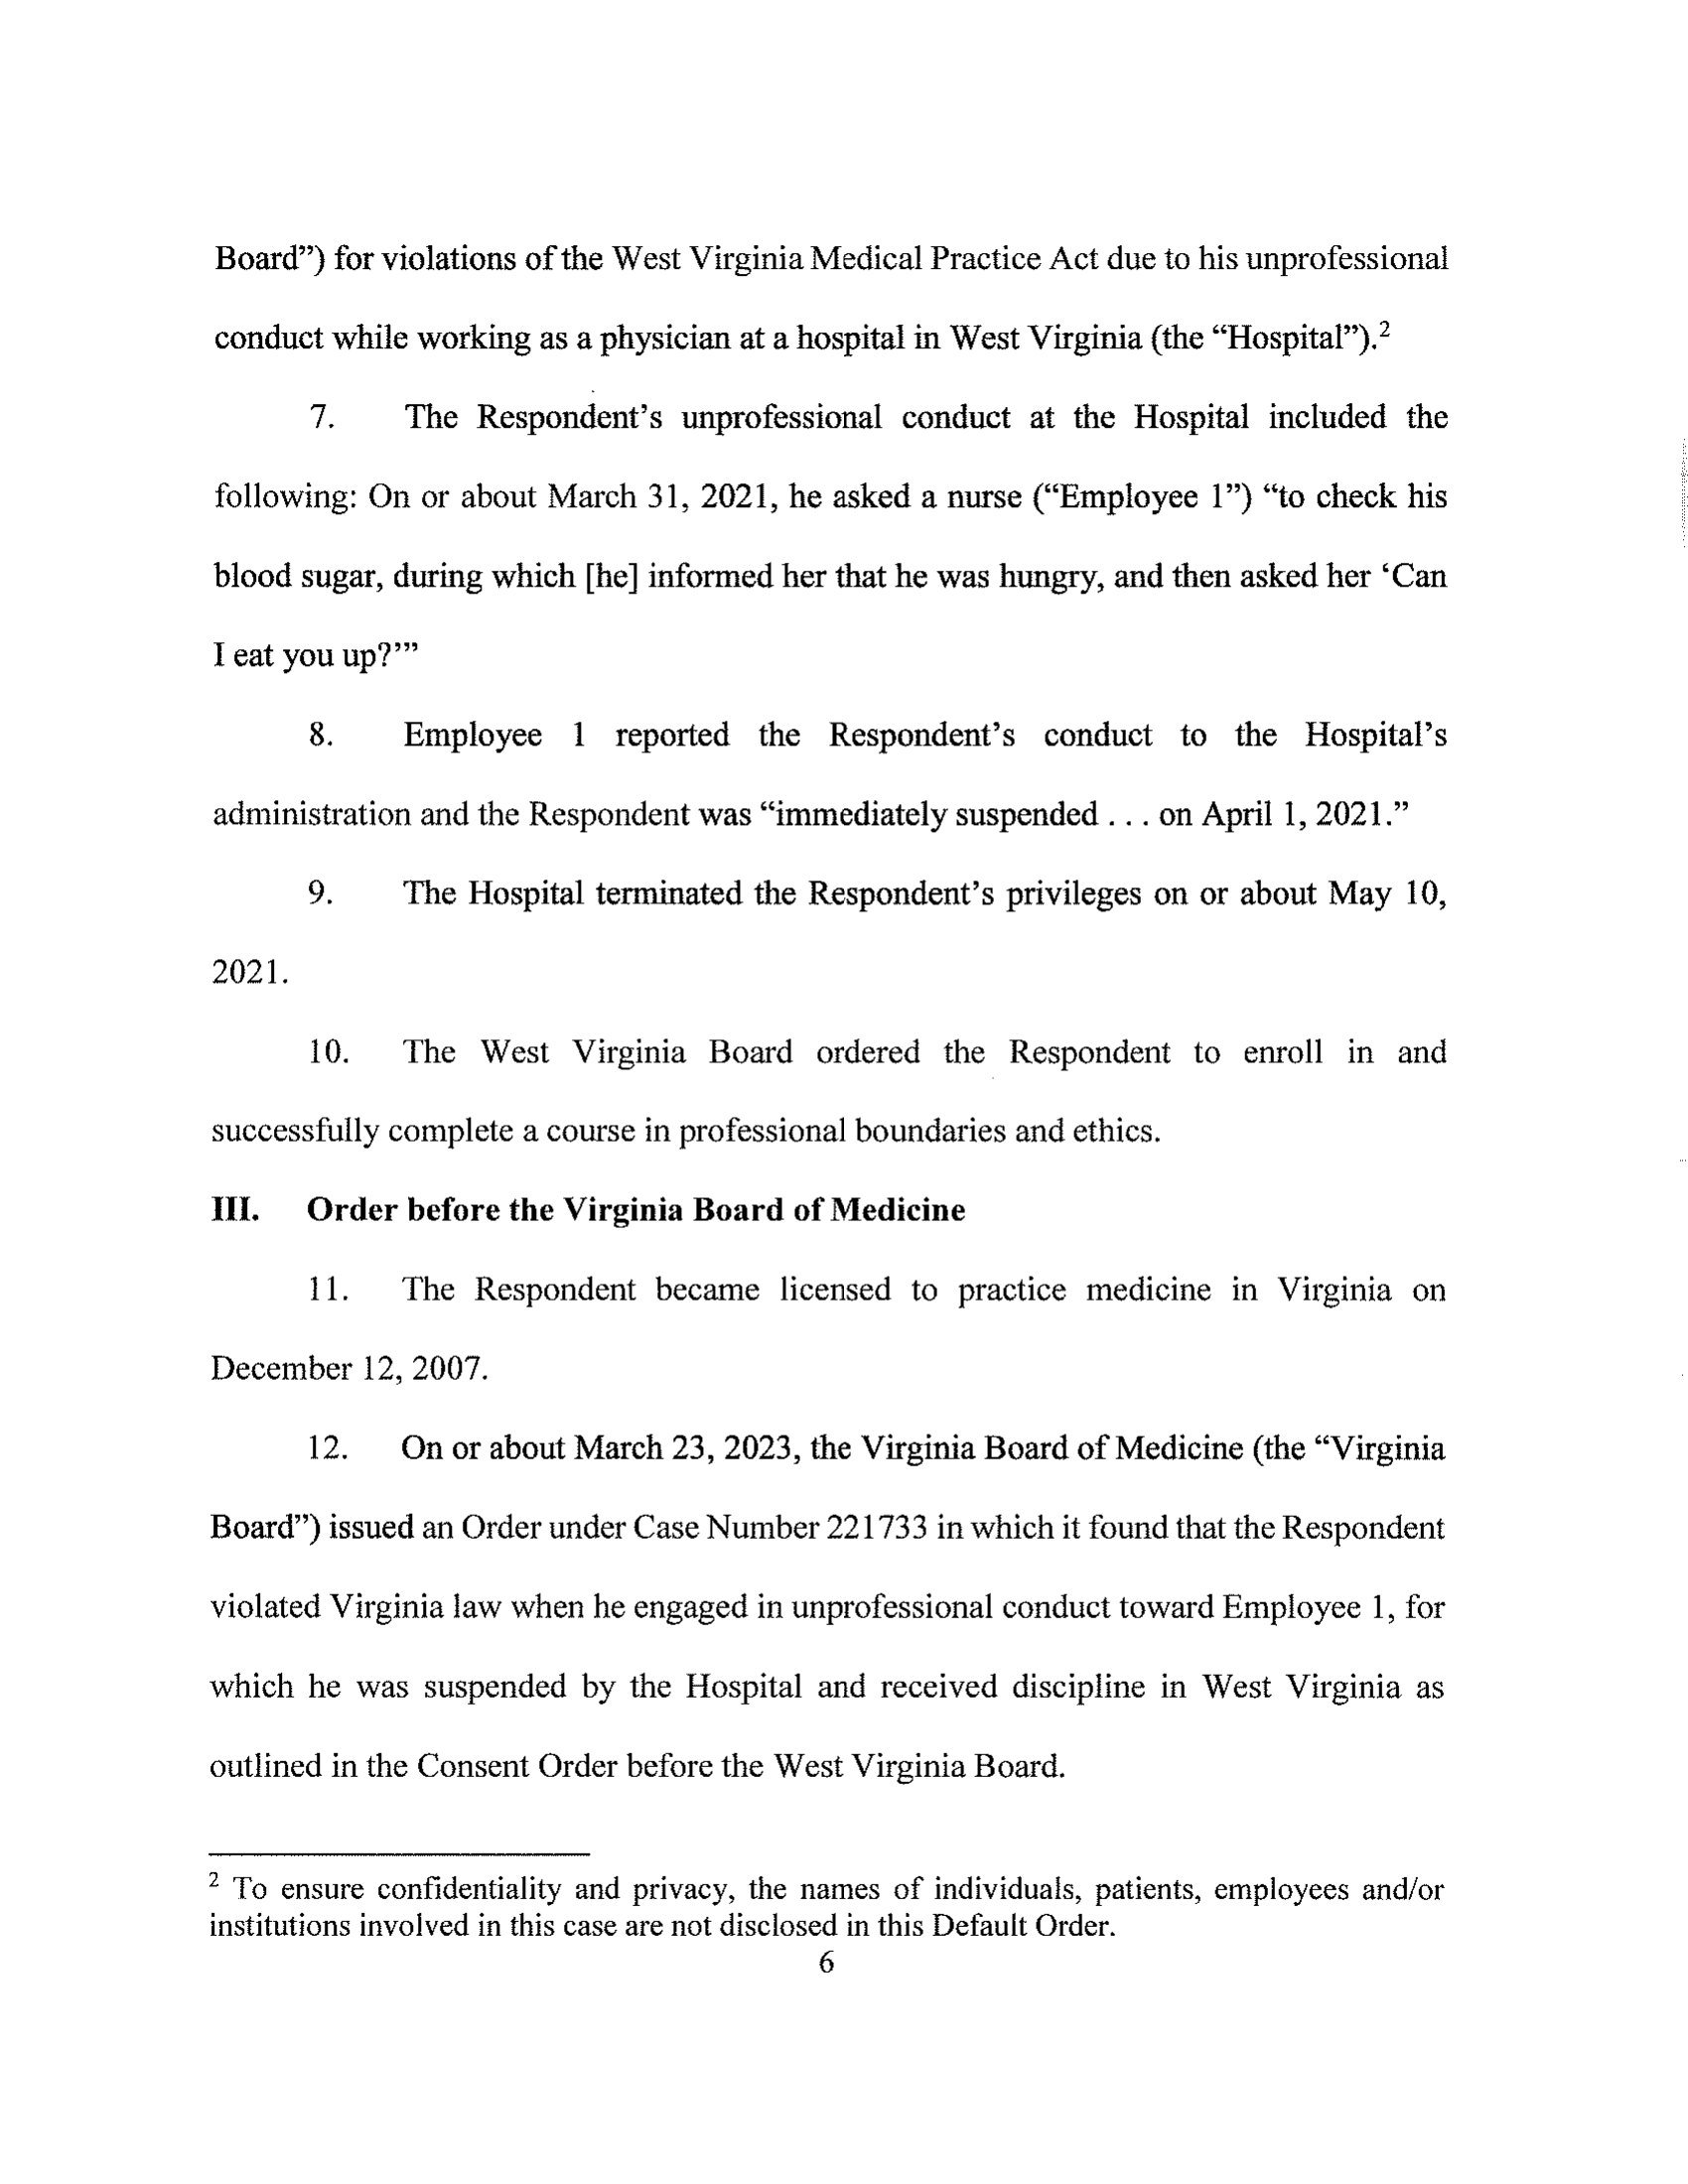 Board”) for violations of the West Virginia Medical Practice Act due to his unprofessional
conduct while working as a physician at a hospital in West Virginia (the “Hospital”).²
7. The Respondent’s unprofessional conduct at the Hospital included the
following: On or about March 31, 2021, he asked a nurse (“Employee 1”) “to check his
blood sugar, during which [he] informed her that he was hungry, and then asked her ‘Can
I eat you up?’”
8. Employee 1 reported the Respondent’s conduct to the Hospital’s
administration and the Respondent was “immediately suspended . . . on April 1, 2021.”
9. The Hospital terminated the Respondent’s privileges on or about May 10,
2021.
10. The West Virginia Board ordered the Respondent to enroll in and
successfully complete a course in professional boundaries and ethics.
III. Order before the Virginia Board of Medicine
11. The Respondent became licensed to practice medicine in Virginia on
December 12, 2007.
12. On or about March 23, 2023, the Virginia Board of Medicine (the “Virginia
Board”) issued an Order under Case Number 221733 in which it found that the Respondent
violated Virginia law when he engaged in unprofessional conduct toward Employee 1, for
which he was suspended by the Hospital and received discipline in West Virginia as
outlined in the Consent Order before the West Virginia Board.
² To ensure confidentiality and privacy, the names of individuals, patients, employees and/or
institutions involved in this case are not disclosed in this Default Order.
6